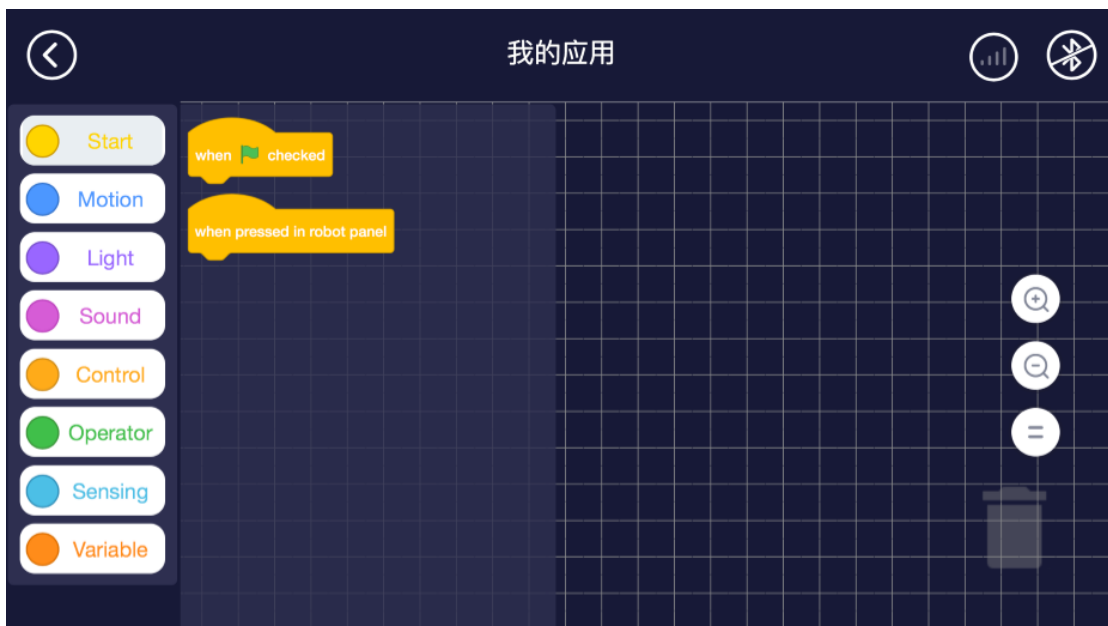 我的应用
Start
Motion
Light
Sound
Control
Operator
Sensing
Variable
when checked
when pressed in robot panel